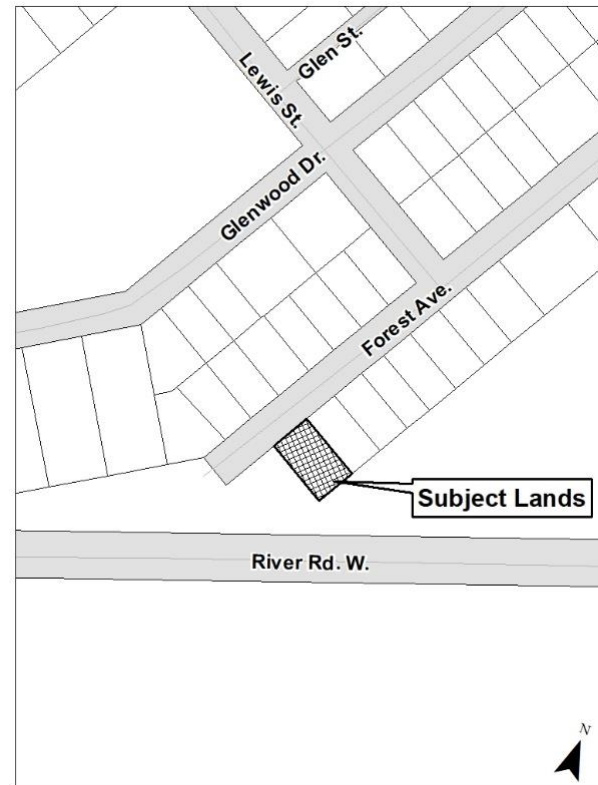 Glen St.
Lewis St.
Glenwood Dr.
Forest Ave.
Subject Lands
River Rd. W.
N